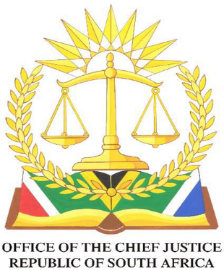 OFFICE OF THE CHIEF JUSTICE
REPUBLIC OF SOUTH AFRICA